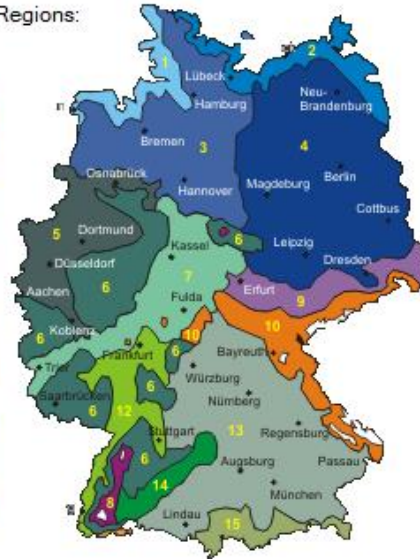 Regions:
1
2
Lübeck
Hamburg
Neu-
Brandenburg
Bremen
3
4
Osnabrück
Hannover
Magdeburg
Berlin
Cottbus
5
Dortmund
Düsseldorf
6
Kassel
6
Leipzig
Dresden
Aachen
7
Erfurt
9
Fulda
6
Koblenz
10
10
Frankfurt
6
Bayreuth
Trier
Würzburg
Saarbrücken
6
6
12
Nürnberg
Stuttgart
13
Regensburg
6
Augsburg
Passau
14
München
8
Lindau
15